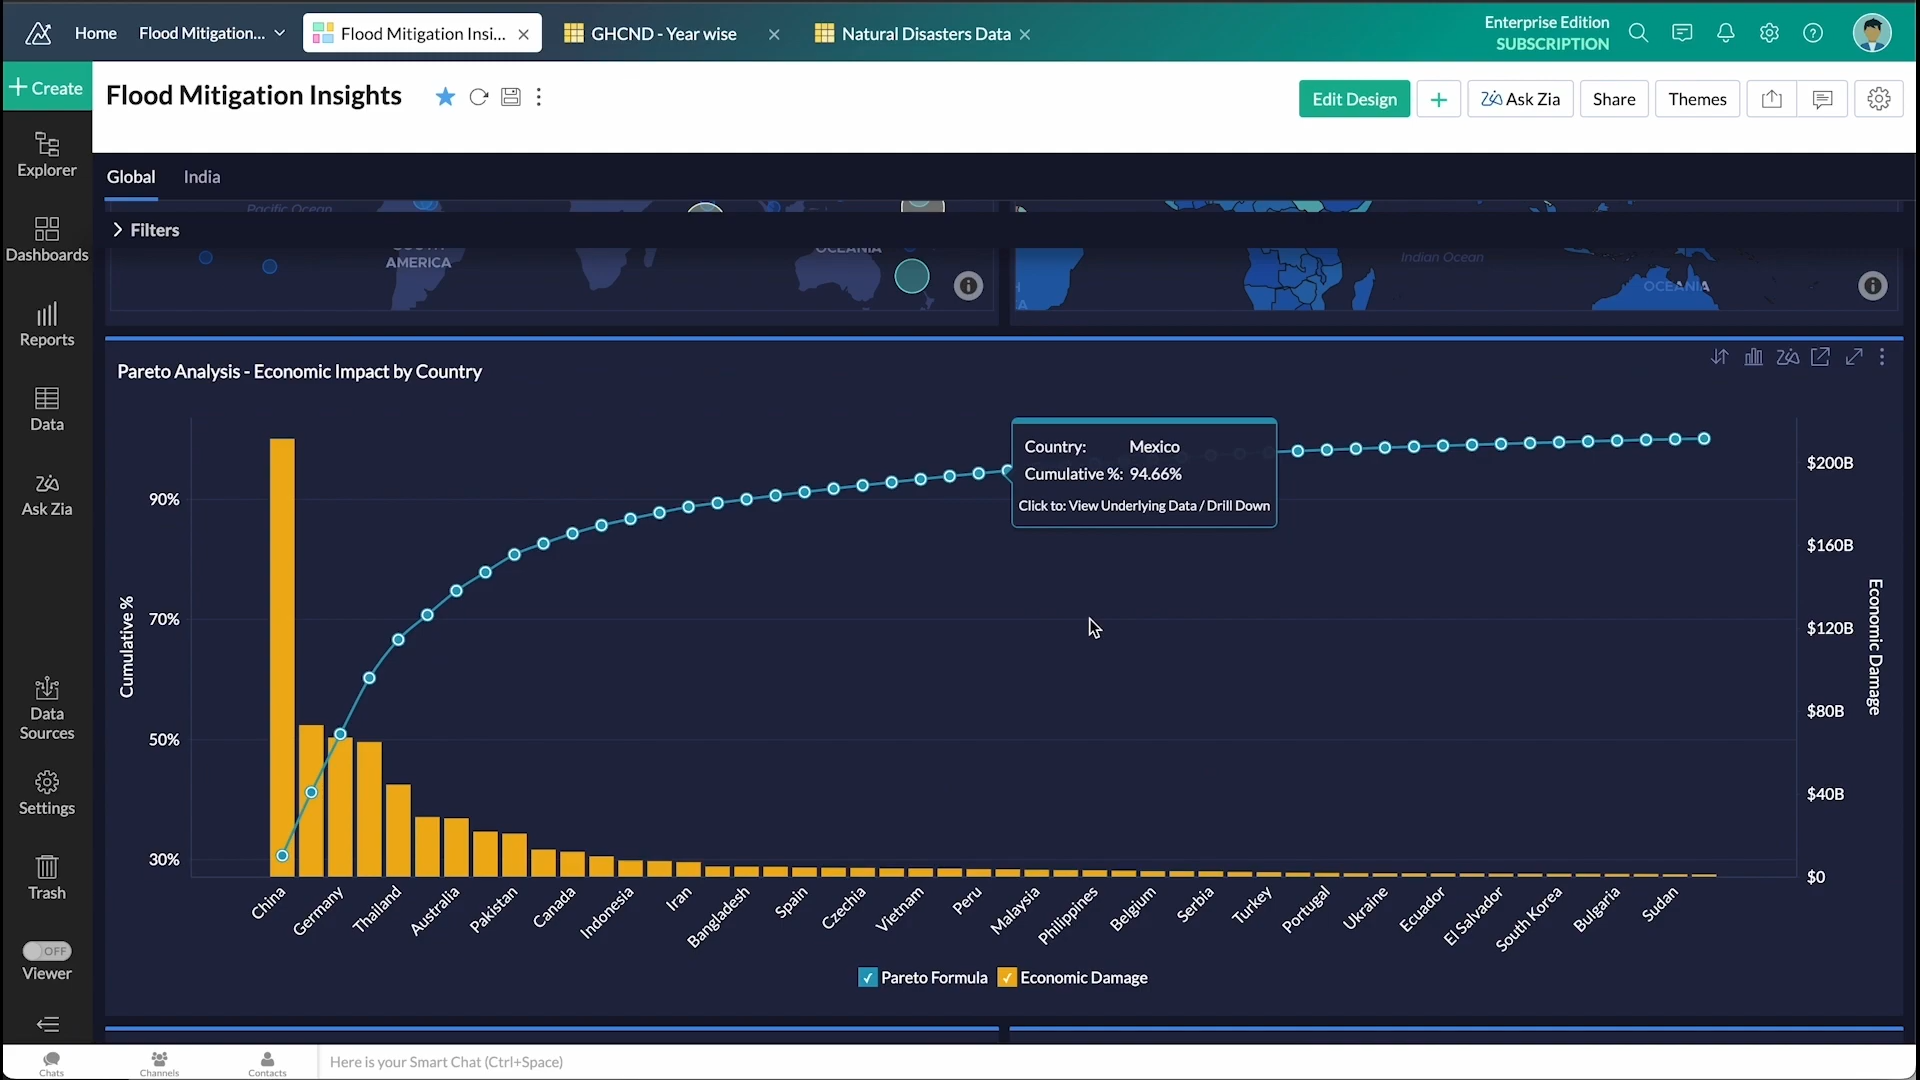 Home
Flood Mitigation...
Flood Mitigation Insi...
GHCND - Year wise
Natural Disasters Data
Enterprise Edition
SUBSCRIPTION
Create
Flood Mitigation Insights
Edit Design
Ask Zia
Share
Themes
Explorer
Dashboards
Reports
Data
Ask Zia
Data
Sources
Settings
Trash
OFF
Viewer
Global
India
Pacific Ocean
Filters
AMERICA
OCEANIA
Indian Ocean
OCEANIA
Pareto Analysis - Economic Impact by Country
Country: Mexico
Cumulative %: 94.66%
Click to: View Underlying Data / Drill Down
Cumulative %
90%
70%
50%
30%
$200B
$160B
$120B
$80B
$40B
$0
Economic Damage
China
Germany
Thailand
Australia
Pakistan
Canada
Indonesia
Iran
Bangladesh
Spain
Czechia
Vietnam
Peru
Malaysia
Philippines
Belgium
Serbia
Turkey
Portugal
Ukraine
Ecuador
El Salvador
South Korea
Bulgaria
Sudan
Pareto Formula
Economic Damage
Chats
Channels
Contacts
Here is your Smart Chat (Ctrl+Space)